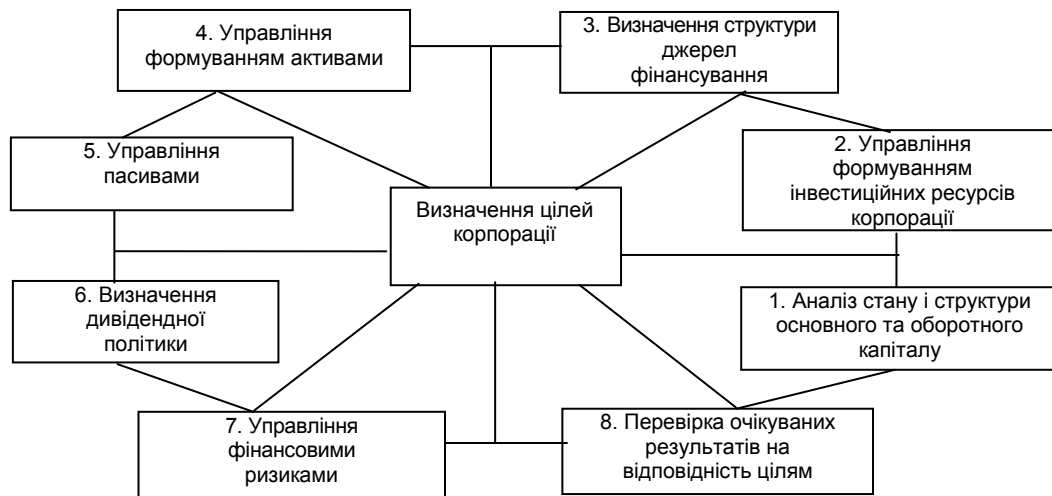 4. Управління
формуванням активами
3. Визначення структури
джерел
фінансування
5. Управління
пасивами
2. Управління
формуванням
інвестиційних ресурсів
корпорації
Визначення цілей
корпорації
6. Визначення
дивідендної
політики
1. Аналіз стану і структури
основного та оборотного
капіталу
7. Управління
фінансовими
ризиками
8. Перевірка очікуваних
результатів на
відповідність цілям